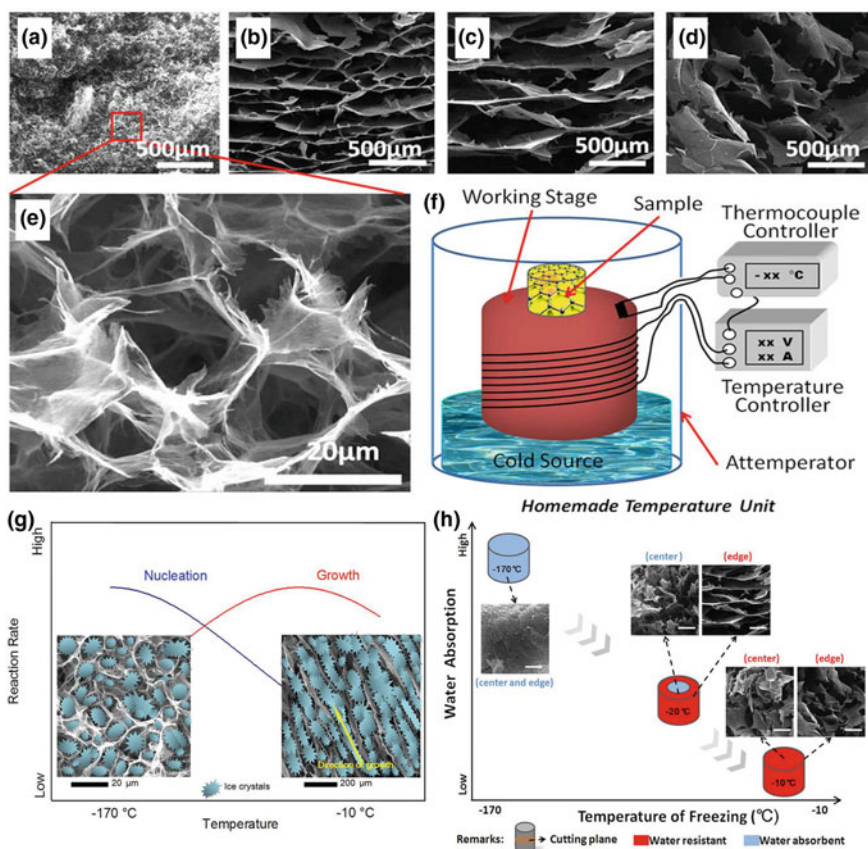 (a)
500μm
(b)
500μm
(c)
500μm
(d)
500μm
(e)
20μm
(f)
Working Stage
Sample
Thermocouple
Controller
-xx °C
xx V
xx A
Temperature
Controller
Cold Source
Attemperator
Homemade Temperature Unit
(g)
High
Nucleation
Growth
Reaction Rate
Direction of growth
20 μm
Ice crystals
200 μm
Low
-170 °C
-10 °C
Temperature
(h)
High
-170℃
(center)
(edge)
Water Absorption
(center and edge)
(center)
(edge)
-20℃
-10℃
Low
-170
Temperature of Freezing (℃)
-10
Remarks:
Cutting plane
Water resistant
Water absorbent